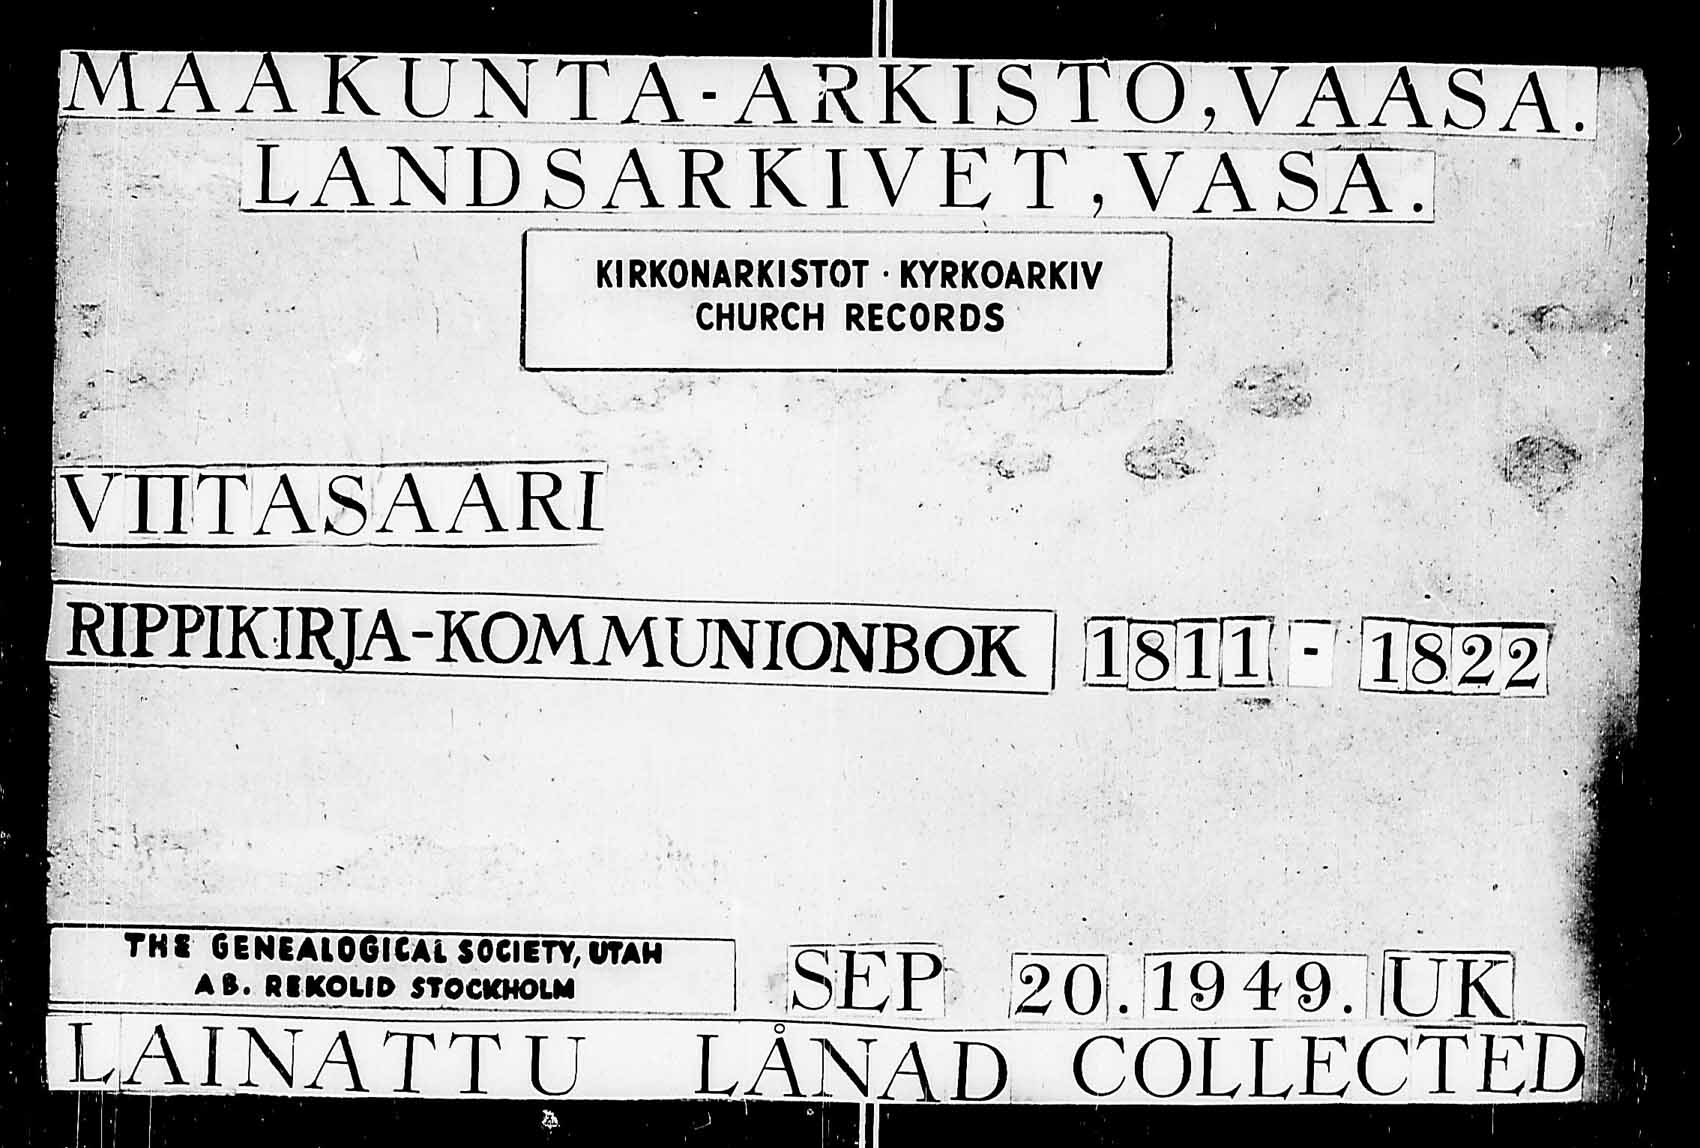 MAAKUNTA-ARKISTO, VAASA.
LANDSARKIVET, VASA.
KIRKONARKISTOT · KYRKOARKIV
CHURCH RECORDS
VIITASAARI
RIPPIKIRJA-KOMMUNIONBOK 1811 - 1822
THE GENEALOGICAL SOCIETY, UTAH
AB. REKOLID STOCKHOLM
SEP 20. 1949. UK
LAINATTU LÅNAD COLLECTED